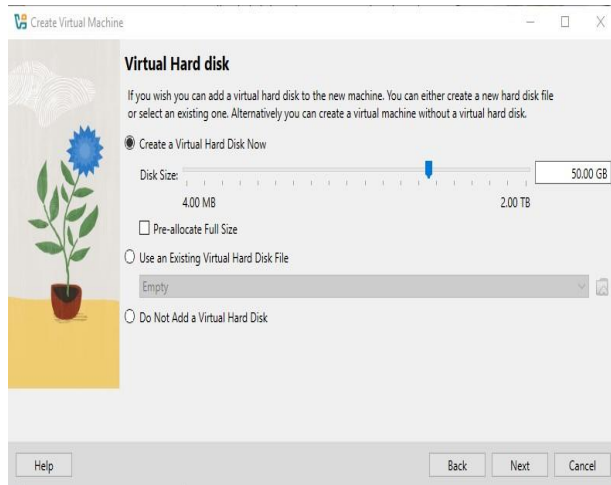 Create Virtual Machine
Virtual Hard disk
If you wish you can add a virtual hard disk to the new machine. You can either create a new hard disk file
or select an existing one. Alternatively you can create a virtual machine without a virtual hard disk.
Create a Virtual Hard Disk Now
Disk Size:
50.00 GB
4.00 MB
2.00 TB
Pre-allocate Full Size
Use an Existing Virtual Hard Disk File
Empty
Do Not Add a Virtual Hard Disk
Help
Back
Next
Cancel